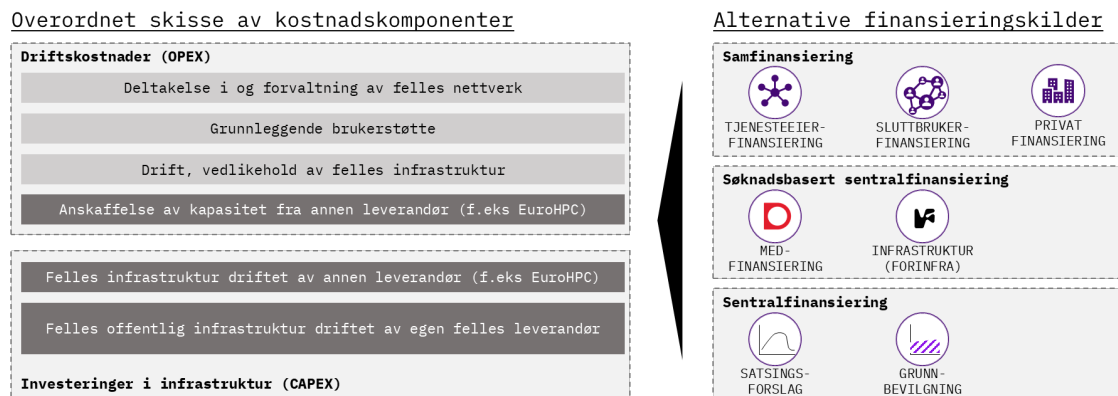 Overordnet skisse av kostnadskomponenter
Driftskostnader (OPEX)
Deltakelse i og forvaltning av felles nettverk
Grunnleggende brukerstøtte
Drift, vedlikehold av felles infrastruktur
Anskaffelse av kapasitet fra annen leverandør (f.eks EuroHPC)
Felles infrastruktur driftet av annen leverandør (f.eks EuroHPC)
Felles offentlig infrastruktur driftet av egen felles leverandør
Investeringer i infrastruktur (CAPEX)
Alternative finansieringskilder
Samfinansiering
TJENESTEEIER-
FINANSIERING
SLUTTBRUKER-
FINANSIERING
PRIVAT
FINANSIERING
Søknadsbasert sentralfinansiering
MED-
FINANSIERING
INFRASTRUKTUR
(FORINFRA)
Sentralfinansiering
SATSINGS-
FORSLAG
GRUNN-
BEVILGNING